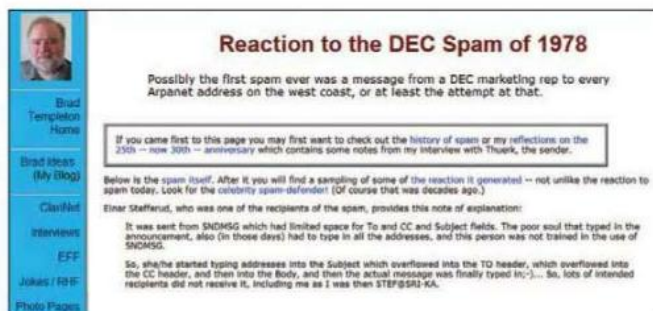 Reaction to the DEC Spam of 1978
Possibly the first spam ever was a message from a DEC marketing rep to every
Arpanet address on the west coast, or at least the attempt at that.
Brad
Templeton
Home
Brad Ideas
(My Blog)
ClariNet
Interviews
EFF
Jokes / RHF
Photo Pages
If you came first to this page you may first want to check out the history of spam or my reflections on the
25th -- now 30th -- anniversary which contains some notes from my interview with Thuerk, the sender.
Below is the spam itself. After it you will find a sampling of some of the reaction it generated -- not unlike the reaction to
spam today. Look for the celebrity spam-defender! (Of course that was decades ago.)
Einar Stefferud, who was one of the recipients of the spam, provides this note of explanation:
It was sent from SNDMSG which had limited space for To and CC and Subject fields. The poor soul that typed in the
announcement, also (in those days) had to type in all the addresses, and this person was not trained in the use of
SNDMSG.
So, she/he started typing addresses into the Subject which overflowed into the TO header, which overflowed into
the CC header, and then into the Body, and then the actual message was finally typed in;-)... So, lots of intended
recipients did not receive it, including me as I was then STEF@SRI-KA.